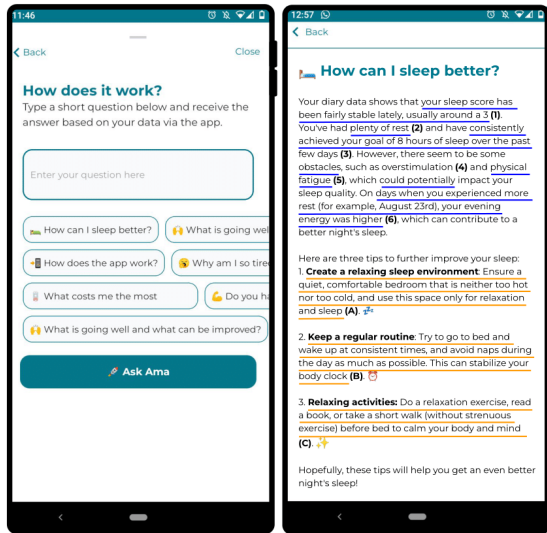 11:46
Back
Close
How does it work?
Type a short question below and receive the
answer based on your data via the app.
Enter your question here
How can I sleep better?
What is going wel
How does the app work?
Why am I so tire
What costs me the most
Do you ha
What is going well and what can be improved?
Ask Ama
12:57
Back
How can I sleep better?
Your diary data shows that your sleep score has
been fairly stable lately, usually around a 3 (1).
You've had plenty of rest (2) and have consistently
achieved your goal of 8 hours of sleep over the past
few days (3). However, there seem to be some
obstacles, such as overstimulation (4) and physical
fatigue (5), which could potentially impact your
sleep quality. On days when you experienced more
rest (for example, August 23rd), your evening
energy was higher (6), which can contribute to a
better night's sleep.
Here are three tips to further improve your sleep:
1. Create a relaxing sleep environment: Ensure a
quiet, comfortable bedroom that is neither too hot
nor too cold, and use this space only for relaxation
and sleep (A).
2. Keep a regular routine: Try to go to bed and
wake up at consistent times, and avoid naps during
the day as much as possible. This can stabilize your
body clock (B).
3. Relaxing activities: Do a relaxation exercise, read
a book, or take a short walk (without strenuous
exercise) before bed to calm your body and mind
(C).
Hopefully, these tips will help you get an even better
night's sleep!